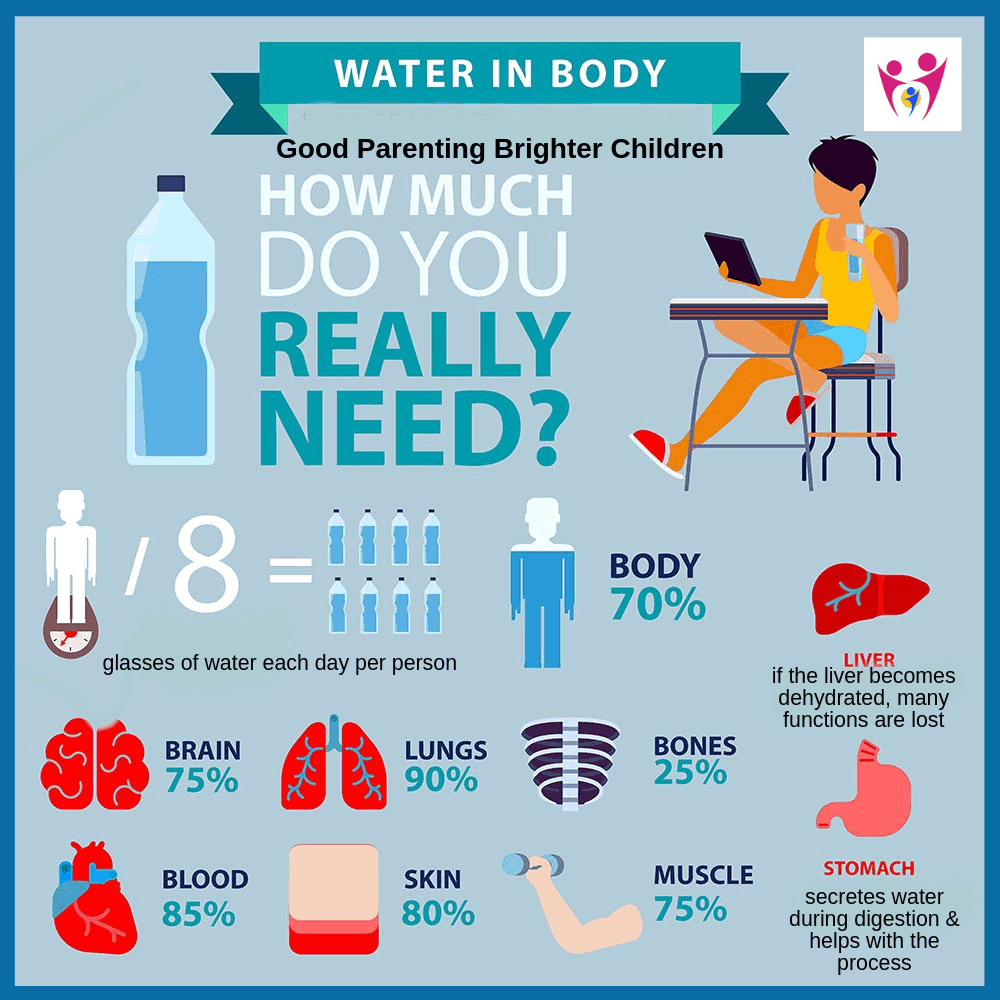 WATER IN BODY
Good Parenting Brighter Children
HOW MUCH
DO YOU
REALLY
NEED?
/ 8 =
glasses of water each day per person
BODY
70%
LIVER
if the liver becomes
dehydrated, many
functions are lost
BRAIN
75%
LUNGS
90%
BONES
25%
STOMACH
secretes water
during digestion &
helps with the
process
BLOOD
85%
SKIN
80%
MUSCLE
75%